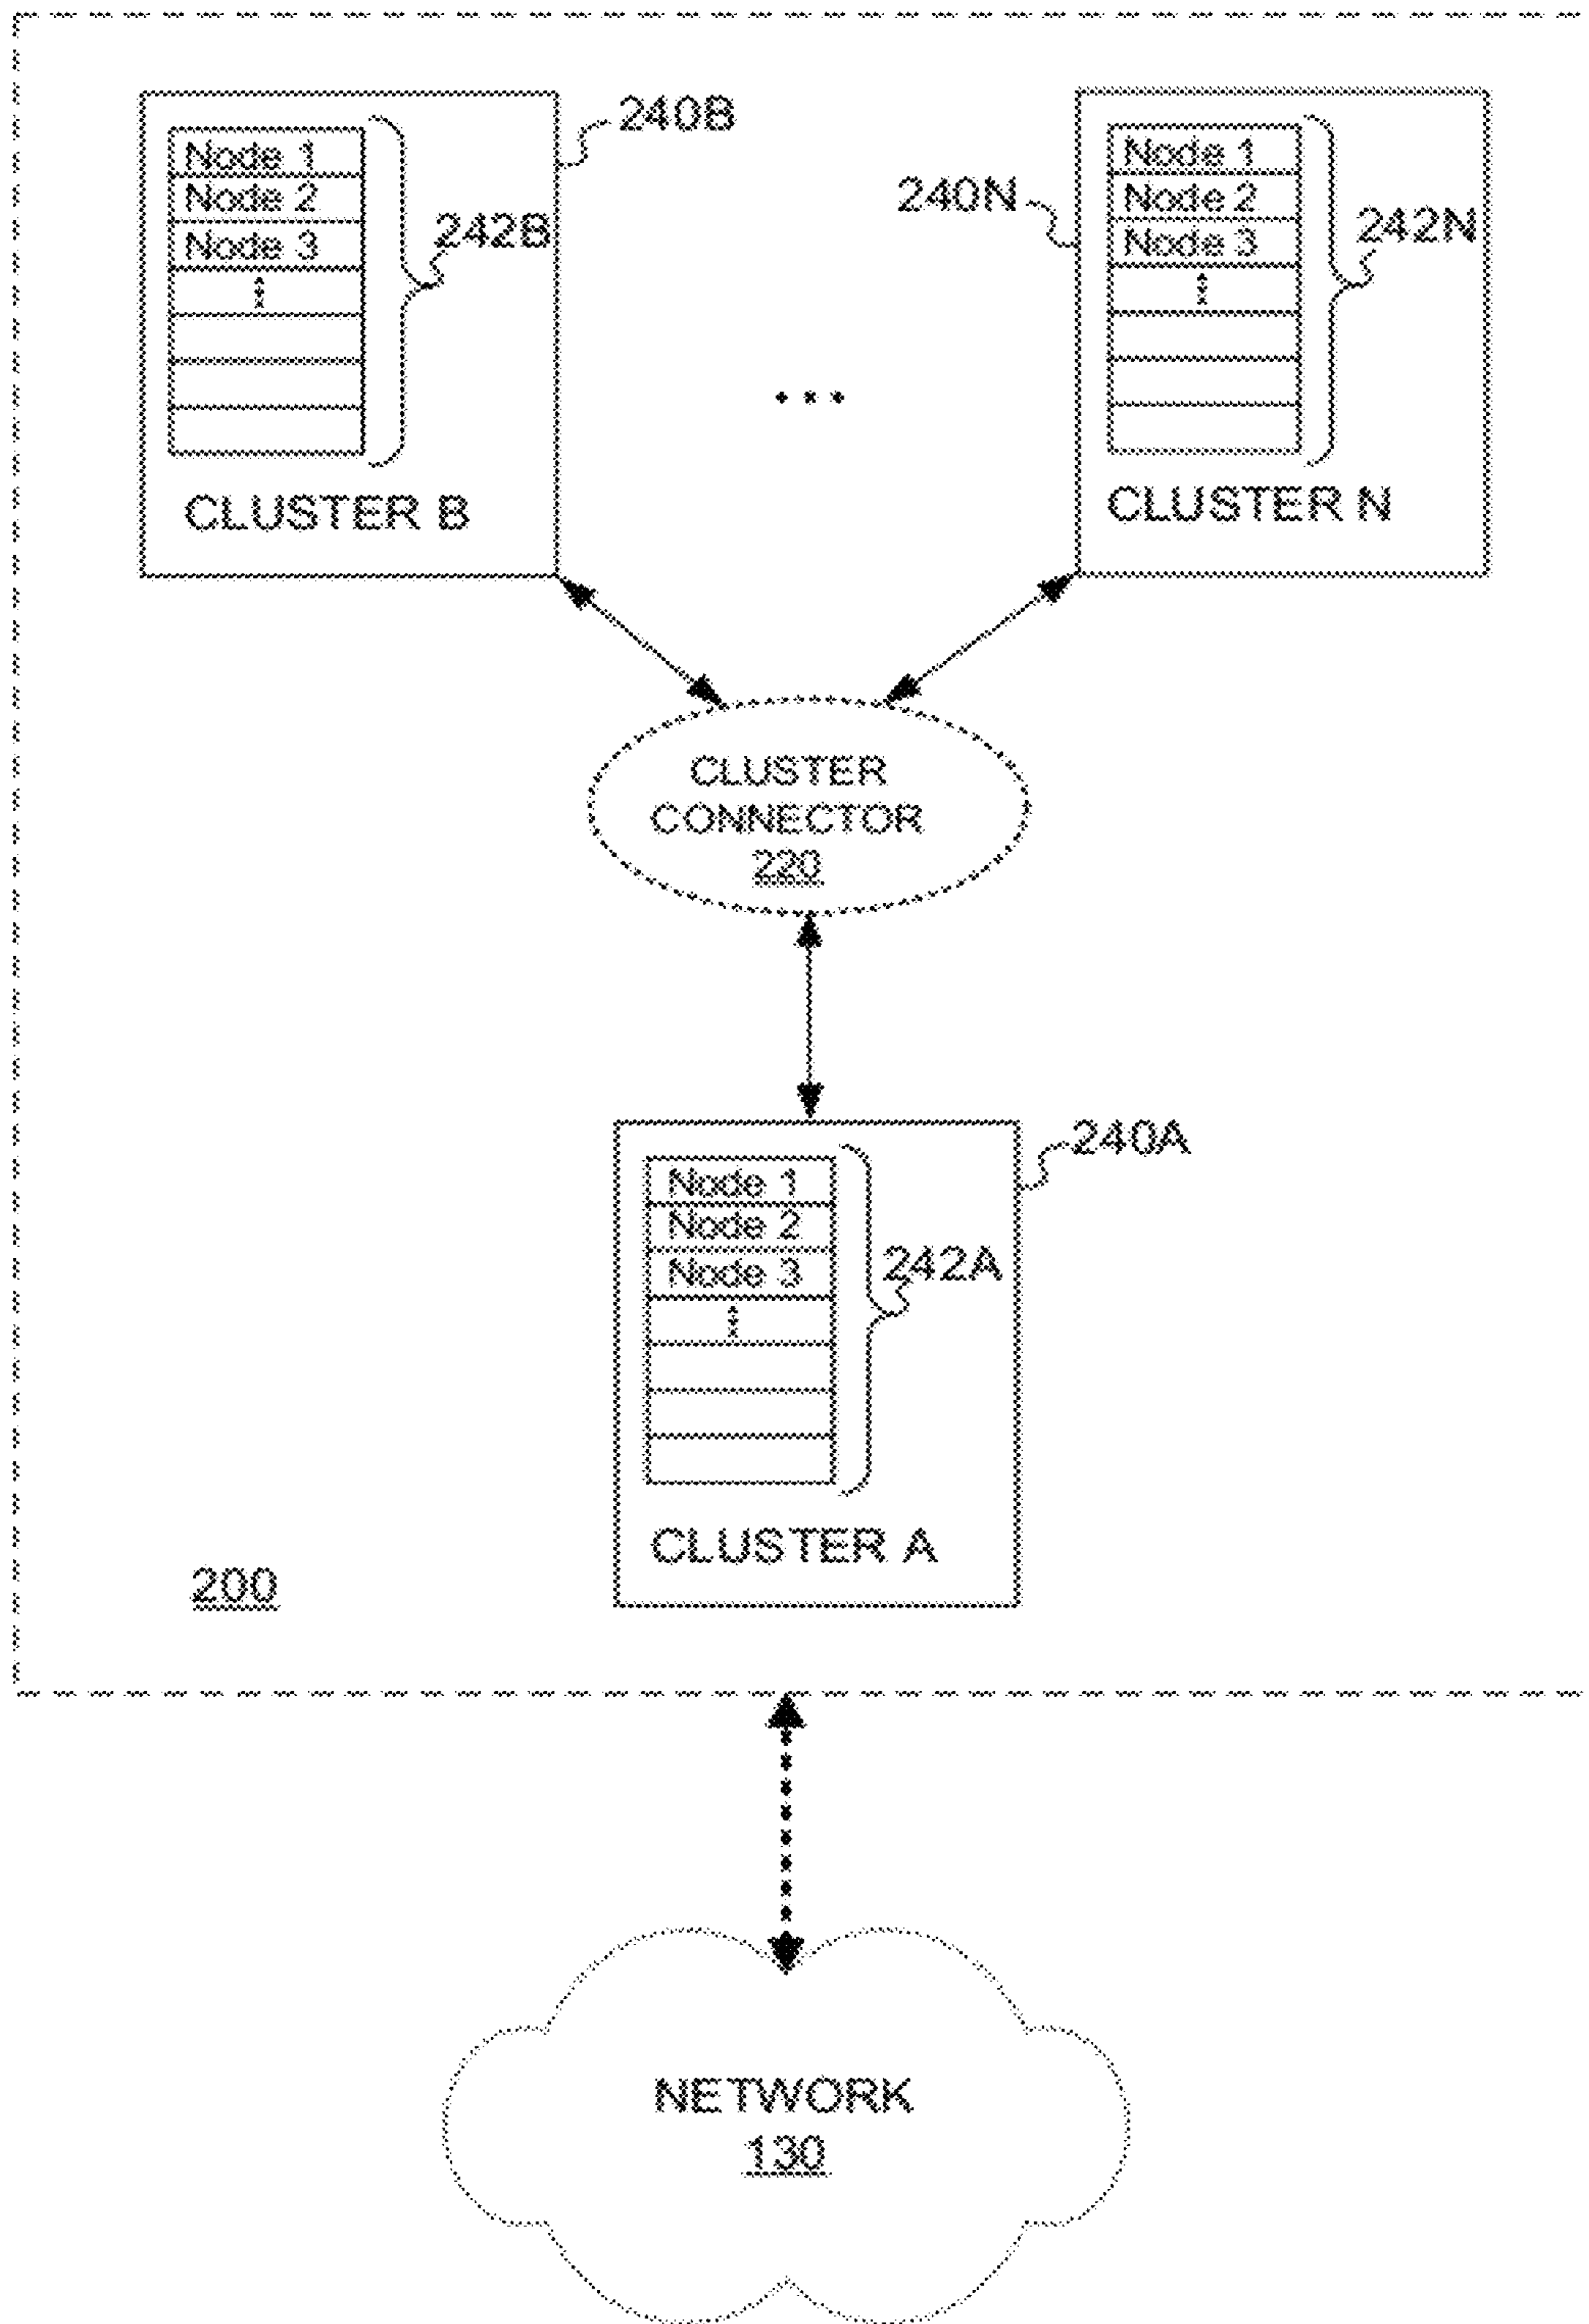 240B
Node 1
Node 2
Node 3
242B
CLUSTER B
240N
Node 1
Node 2
Node 3
242N
CLUSTER N
...
CLUSTER
CONNECTOR
220
240A
Node 1
Node 2
Node 3
242A
CLUSTER A
200
NETWORK
130